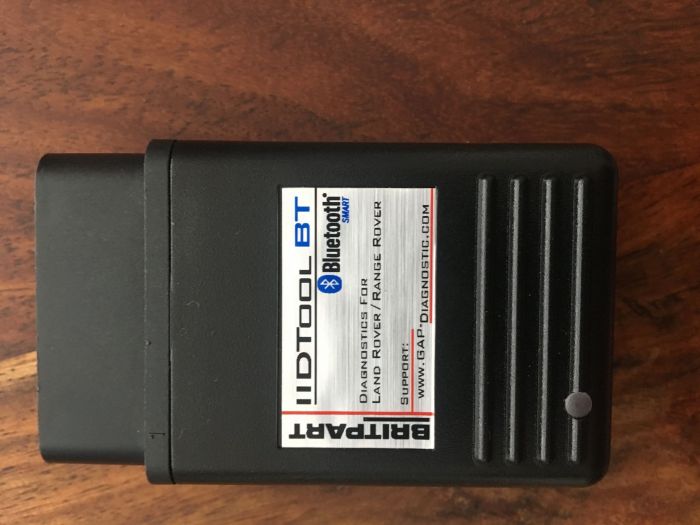 BRITPART
IIDTool BT
Bluetooth®
SMART
Diagnostics For
Land Rover/Range Rover
Support:
www.GAP-Diagnostic.com